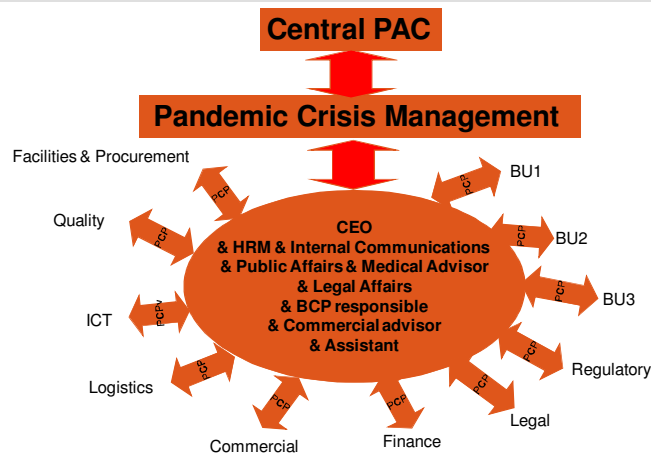 Central PAC
Pandemic Crisis Management
Facilities & Procurement
PCP
Quality
PCP
ICT
PCPv
Logistics
PCP
Commercial
PCP
CEO
& HRM & Internal Communications
& Public Affairs & Medical Advisor
& Legal Affairs
& BCP responsible
& Commercial advisor
& Assistant
PCP
BU1
PCP
BU2
PCP
BU3
PCP
Regulatory
PCP
Legal
PCP
Finance